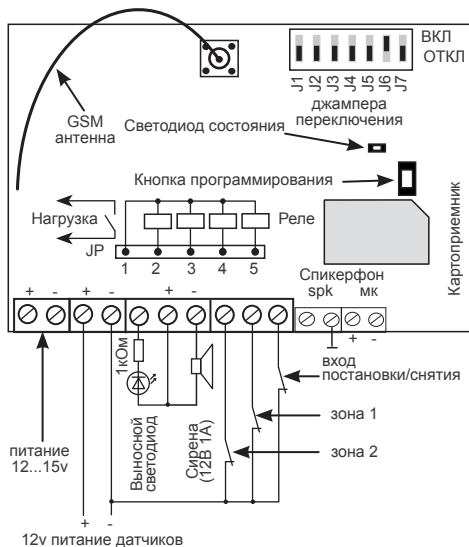 ВКЛ
ОТКЛ
J1 J2 J3 J4 J5 J6 J7
джампера
переключения
GSM
антенна
Светодиод состояния
Кнопка программирования
Нагрузка
Реле
JP
1 2 3 4 5
Картоприемник
Спикерфон
spk мк
+ - + - + - + -
1кОм
Выносной
светодиод
Сирена
(12В 1А)
вход
постановки/снятия
зона 1
зона 2
питание
12...15v
+ -
12v питание датчиков